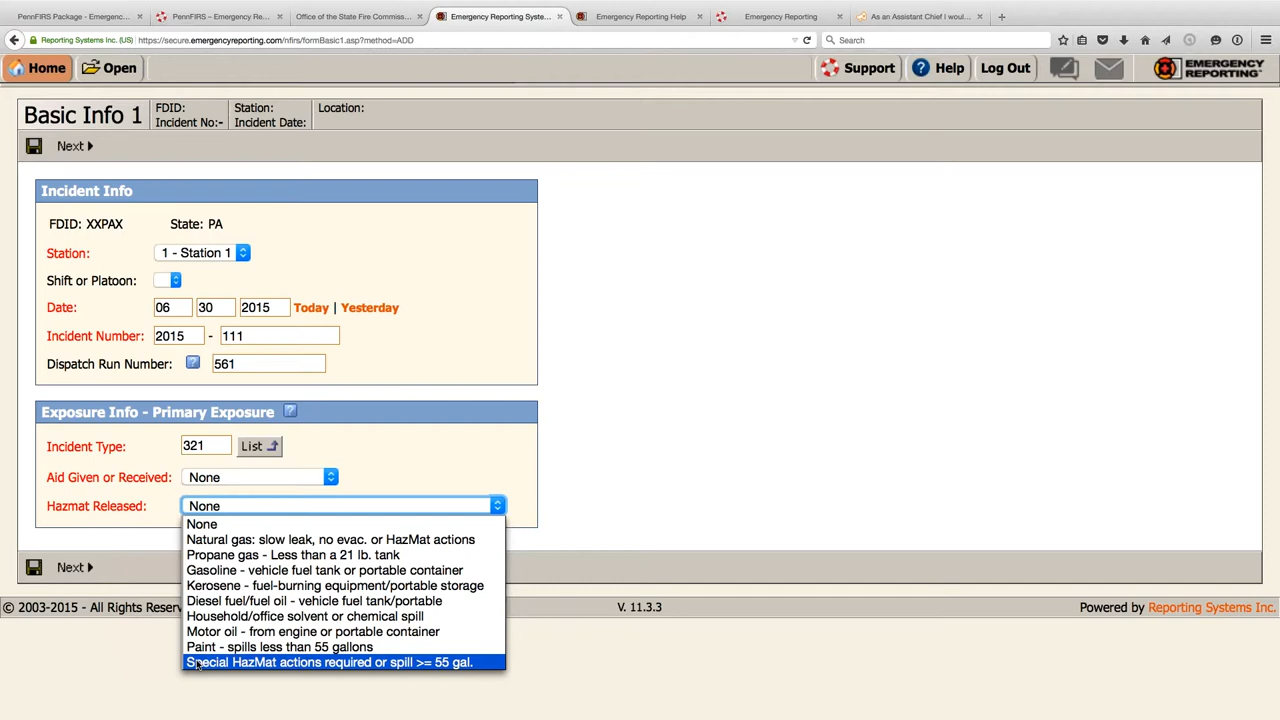 PennFIRS Package - Emergenc...
PennFIRS – Emergency Re...
Office of the State Fire Commissi...
Emergency Reporting Syste...
Emergency Reporting Help
Emergency Reporting
As an Assistant Chief I woul...
Reporting Systems Inc. (US)
https://secure.emergencyreporting.com/nfirs/formBasic1.asp?method=ADD
Search
Home
Open
Support
Help
Log Out
EMERGENCY
REPORTING
Basic Info 1
FDID:
Incident No:-
Station:
Incident Date:
Location:
Next
Incident Info
FDID: XXPAX State: PA
Station: 1 - Station 1
Shift or Platoon:
Date: 06 30 2015 Today | Yesterday
Incident Number: 2015 - 111
Dispatch Run Number: ? 561
Exposure Info - Primary Exposure ?
Incident Type: 321 List
Aid Given or Received: None
Hazmat Released: None
None
Natural gas: slow leak, no evac. or HazMat actions
Propane gas - Less than a 21 lb. tank
Gasoline - vehicle fuel tank or portable container
Kerosene - fuel-burning equipment/portable storage
Diesel fuel/fuel oil - vehicle fuel tank/portable
Household/office solvent or chemical spill
Motor oil - from engine or portable container
Paint - spills less than 55 gallons
Special HazMat actions required or spill >= 55 gal.
Next
© 2003-2015 - All Rights Reserv
V. 11.3.3
Powered by Reporting Systems Inc.